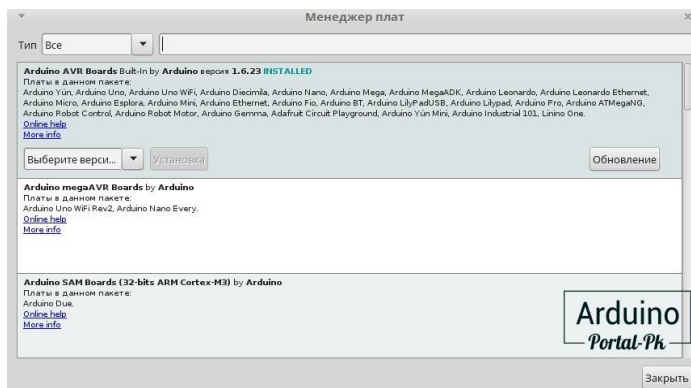 Менеджер плат
Тип Все
Arduino AVR Boards Built-In by Arduino версия 1.6.23 INSTALLED
Платы в данном пакете:
Arduino Yún, Arduino Uno, Arduino Uno WiFi, Arduino Diecimila, Arduino Nano, Arduino Mega, Arduino MegaADK, Arduino Leonardo, Arduino Leonardo Ethernet,
Arduino Micro, Arduino Esplora, Arduino Mini, Arduino Ethernet, Arduino Fio, Arduino BT, Arduino LilyPadUSB, Arduino Lilypad, Arduino Pro, Arduino ATMegaNG,
Arduino Robot Control, Arduino Robot Motor, Arduino Gemma, Adafruit Circuit Playground, Arduino Yún Mini, Arduino Industrial 101, Linino One.
Online help
More info
Выберите верси... Установка Обновление
Arduino megaAVR Boards by Arduino
Платы в данном пакете:
Arduino Uno WiFi Rev2, Arduino Nano Every.
Online help
More info
Arduino SAM Boards (32-bits ARM Cortex-M3) by Arduino
Платы в данном пакете:
Arduino Due.
Online help
More info
Arduino
Portal-Pk
Закрыть